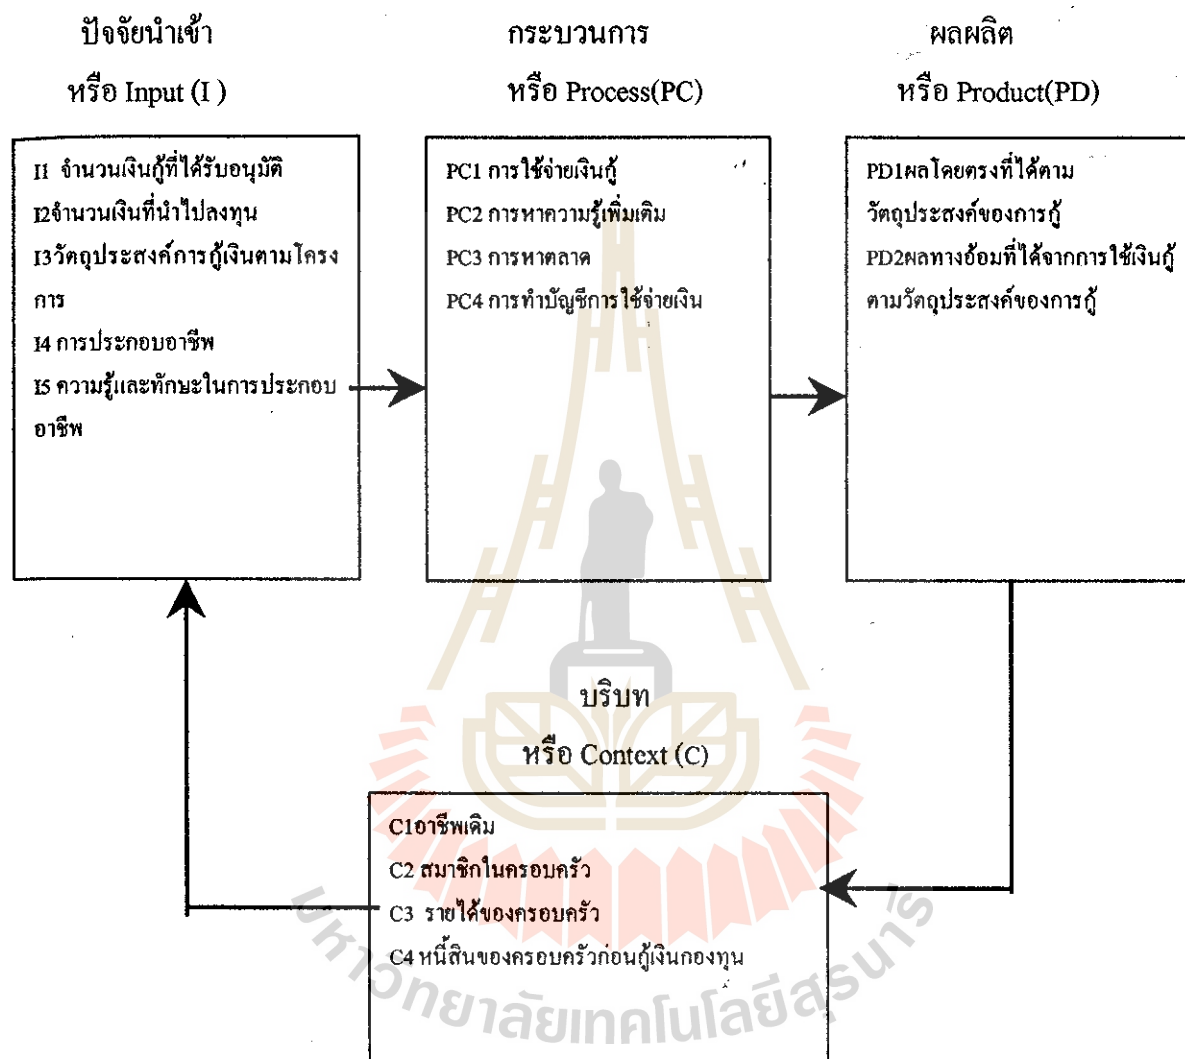 ปัจจัยนำเข้า
หรือ Input (I )
กระบวนการ
หรือ Process(PC)
ผลผลิต
หรือ Product(PD)
I1 จำนวนเงินกู้ที่ได้รับอนุมัติ
I2จำนวนเงินที่นำไปลงทุน
I3วัตถุประสงค์การกู้เงินตามโครง
การ
I4 การประกอบอาชีพ
I5 ความรู้และทักษะในการประกอบ
อาชีพ
PC1 การใช้จ่ายเงินกู้
PC2 การหาความรู้เพิ่มเติม
PC3 การหาตลาด
PC4 การทำบัญชีการใช้จ่ายเงิน
PD1ผลโดยตรงที่ได้ตาม
วัตถุประสงค์ของการกู้
PD2ผลทางอ้อมที่ได้จากการใช้เงินกู้
ตามวัตถุประสงค์ของการกู้
บริบท
หรือ Context (C)
C1อาชีพเดิม
C2 สมาชิกในครอบครัว
C3 รายได้ของครอบครัว
C4 หนี้สินของครอบครัวก่อนกู้เงินกองทุน
มหาวิทยาลัยเทคโนโลยีสุรนารี